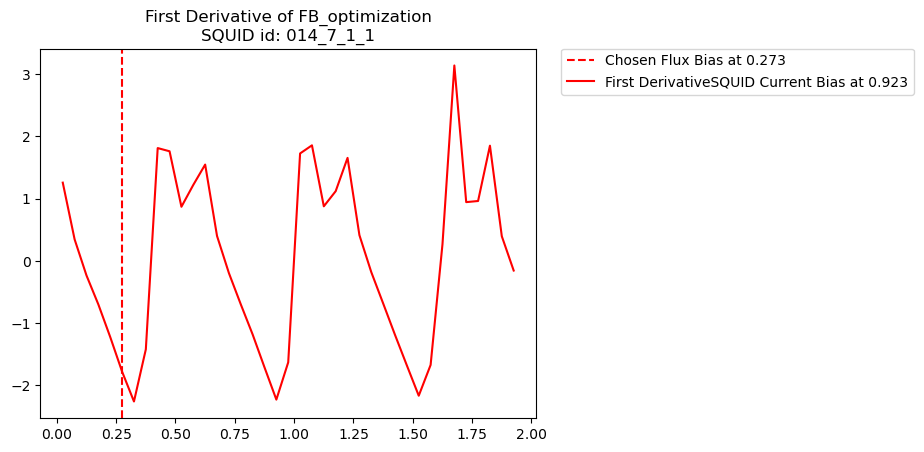 First Derivative of FB_optimization
SQUID id: 014_7_1_1
Chosen Flux Bias at 0.273
First DerivativeSQUID Current Bias at 0.923
3
2
1
0
−1
−2
0.00 0.25 0.50 0.75 1.00 1.25 1.50 1.75 2.00